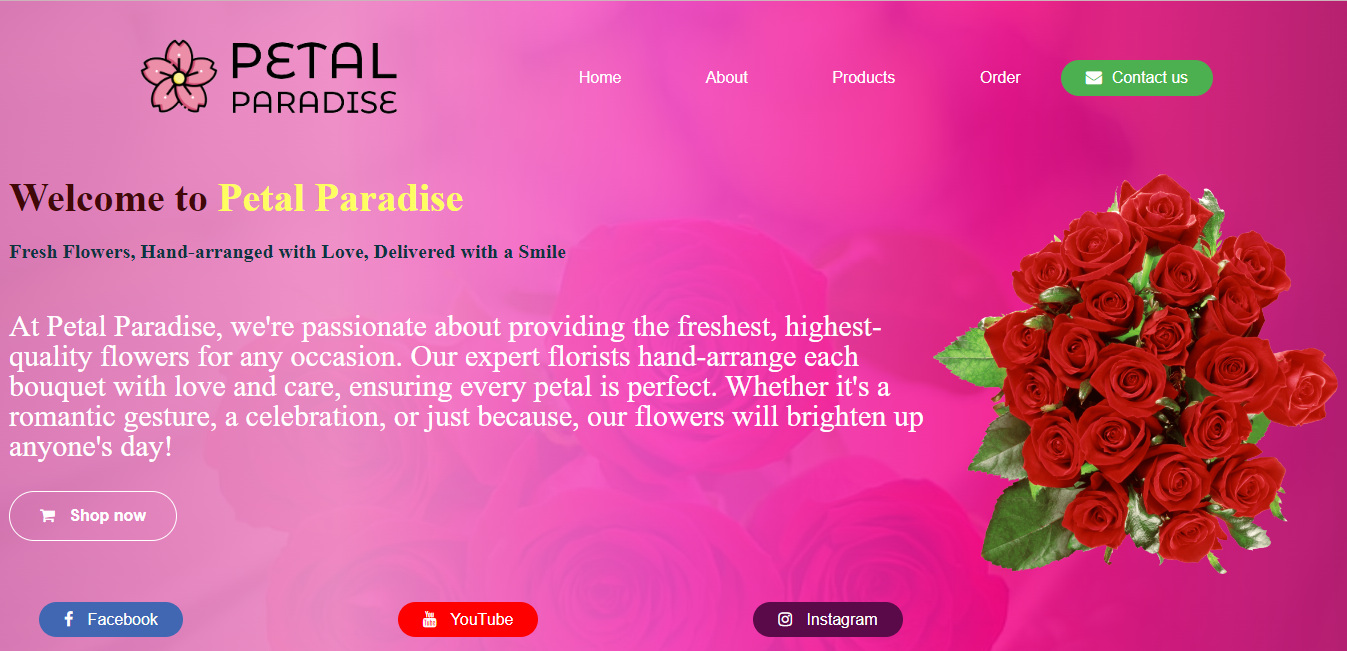 PETAL
PARADISE
Home
About
Products
Order
Contact us
Welcome to Petal Paradise
Fresh Flowers, Hand-arranged with Love, Delivered with a Smile
At Petal Paradise, we're passionate about providing the freshest, highest-
quality flowers for any occasion. Our expert florists hand-arrange each
bouquet with love and care, ensuring every petal is perfect. Whether it's a
romantic gesture, a celebration, or just because, our flowers will brighten up
anyone's day!
Shop now
Facebook
You
Tube
YouTube
Instagram